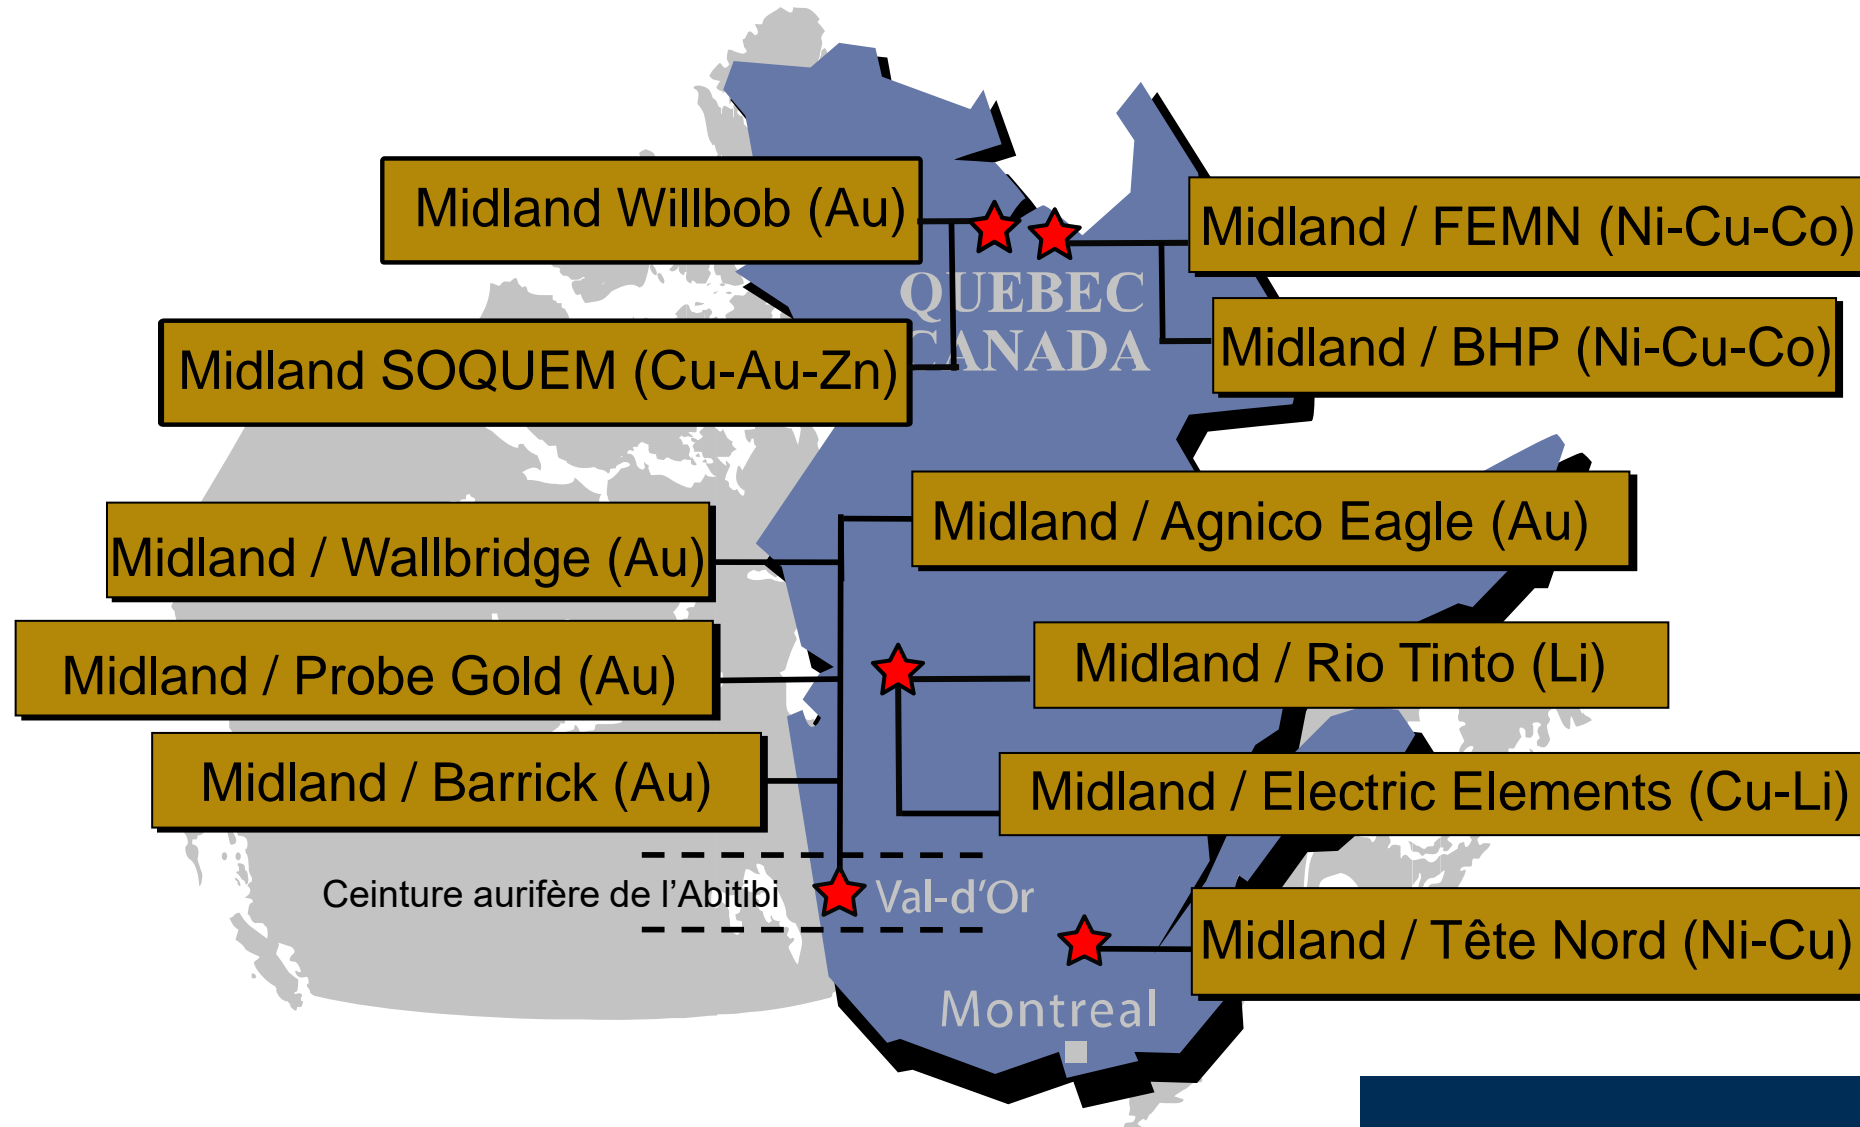 Midland Willbob (Au)
Midland / FEMN (Ni-Cu-Co)
QUEBEC
CANADA
Midland SOQUEM (Cu-Au-Zn)
Midland / BHP (Ni-Cu-Co)
Midland / Agnico Eagle (Au)
Midland / Wallbridge (Au)
Midland / Probe Gold (Au)
Midland / Rio Tinto (Li)
Midland / Barrick (Au)
Midland / Electric Elements (Cu-Li)
Ceinture aurifère de l'Abitibi
Val-d'Or
Midland / Tête Nord (Ni-Cu)
Montreal